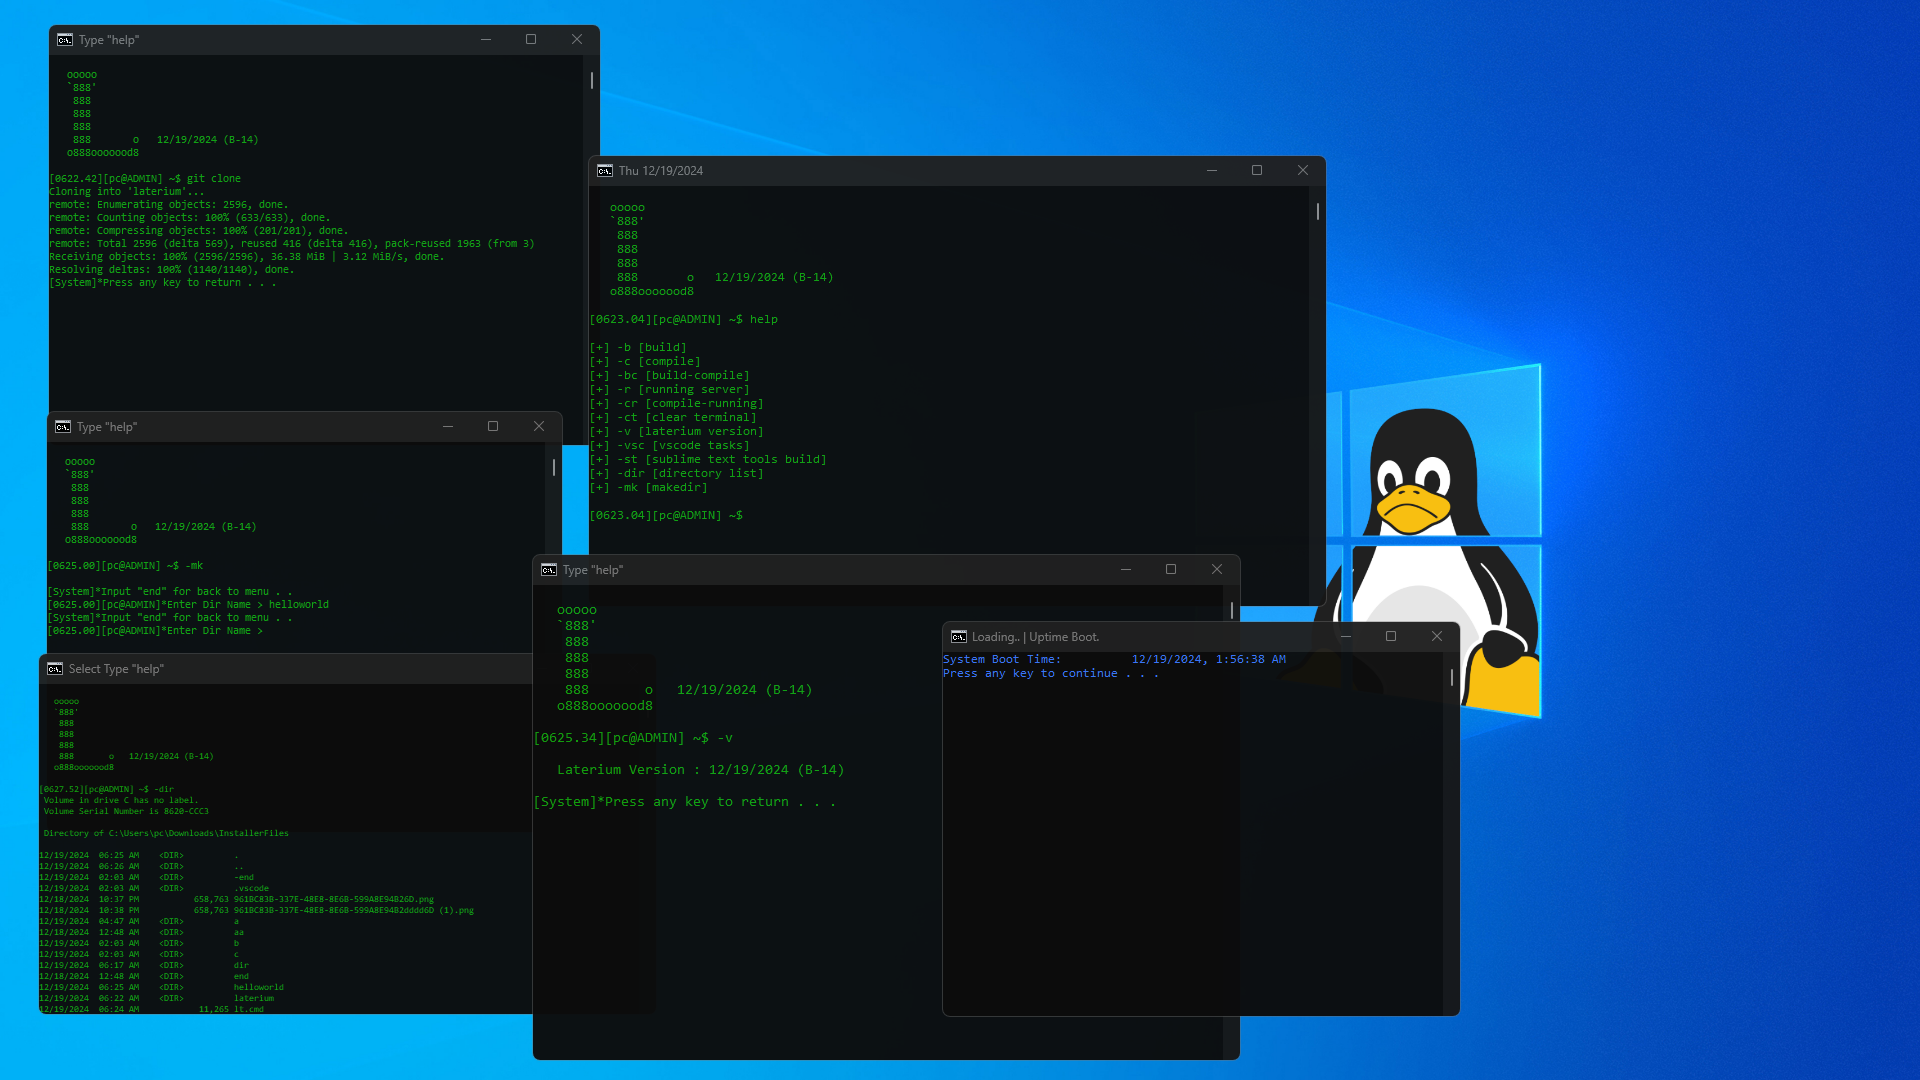 Type "help"
ooooo
`888'
888
888
888
888       o   12/19/2024 (B-14)
o888ooooood8
[0622.42][pc@ADMIN] ~$ git clone
Cloning into 'laterium'...
remote: Enumerating objects: 2596, done.
remote: Counting objects: 100% (633/633), done.
remote: Compressing objects: 100% (201/201), done.
remote: Total 2596 (delta 569), reused 416 (delta 416), pack-reused 1963 (from 3)
Receiving objects: 100% (2596/2596), 36.38 MiB | 3.12 MiB/s, done.
Resolving deltas: 100% (1140/1140), done.
[System]*Press any key to return . . .
Thu 12/19/2024
ooooo
`888'
888
888
888
888       o   12/19/2024 (B-14)
o888ooooood8
[0623.04][pc@ADMIN] ~$ help
[+] -b [build]
[+] -c [compile]
[+] -bc [build-compile]
[+] -r [running server]
[+] -cr [compile-running]
[+] -ct [clear terminal]
[+] -v [laterium version]
[+] -vsc [vscode tasks]
[+] -st [sublime text tools build]
[+] -dir [directory list]
[+] -mk [makedir]
[0623.04][pc@ADMIN] ~$
Type "help"
ooooo
`888'
888
888
888
888       o   12/19/2024 (B-14)
o888ooooood8
[0625.00][pc@ADMIN] ~$ -mk
[System]*Input "end" for back to menu . .
[0625.00][pc@ADMIN]*Enter Dir Name > helloworld
[System]*Input "end" for back to menu . .
[0625.00][pc@ADMIN]*Enter Dir Name >
Type "help"
ooooo
`888'
888
888
888
888       o   12/19/2024 (B-14)
o888ooooood8
[0625.34][pc@ADMIN] ~$ -v
Laterium Version : 12/19/2024 (B-14)
[System]*Press any key to return . . .
Loading.. | Uptime Boot.
System Boot Time:          12/19/2024, 1:56:38 AM
Press any key to continue . . .
Select Type "help"
ooooo
`888'
888
888
888
888       o   12/19/2024 (B-14)
o888ooooood8
[0627.52][pc@ADMIN] ~$ -dir
Volume in drive C has no label.
Volume Serial Number is 8620-CCC3
Directory of C:\Users\pc\Downloads\InstallerFiles
12/19/2024  06:25 AM    <DIR>          .
12/19/2024  06:26 AM    <DIR>          ..
12/19/2024  02:03 AM    <DIR>          -end
12/19/2024  02:03 AM    <DIR>          .vscode
12/18/2024  10:37 PM           658,763 961BC83B-337E-48E8-8E6B-599A8E94B26D.png
12/18/2024  10:38 PM           658,763 961BC83B-337E-48E8-8E6B-599A8E94B2dddd6D (1).png
12/19/2024  04:47 AM    <DIR>          a
12/18/2024  12:48 AM    <DIR>          aa
12/19/2024  02:03 AM    <DIR>          b
12/19/2024  02:03 AM    <DIR>          c
12/19/2024  06:17 AM    <DIR>          dir
12/18/2024  12:48 AM    <DIR>          end
12/19/2024  06:25 AM    <DIR>          helloworld
12/19/2024  06:22 AM    <DIR>          laterium
12/19/2024  06:24 AM            11,265 lt.cmd